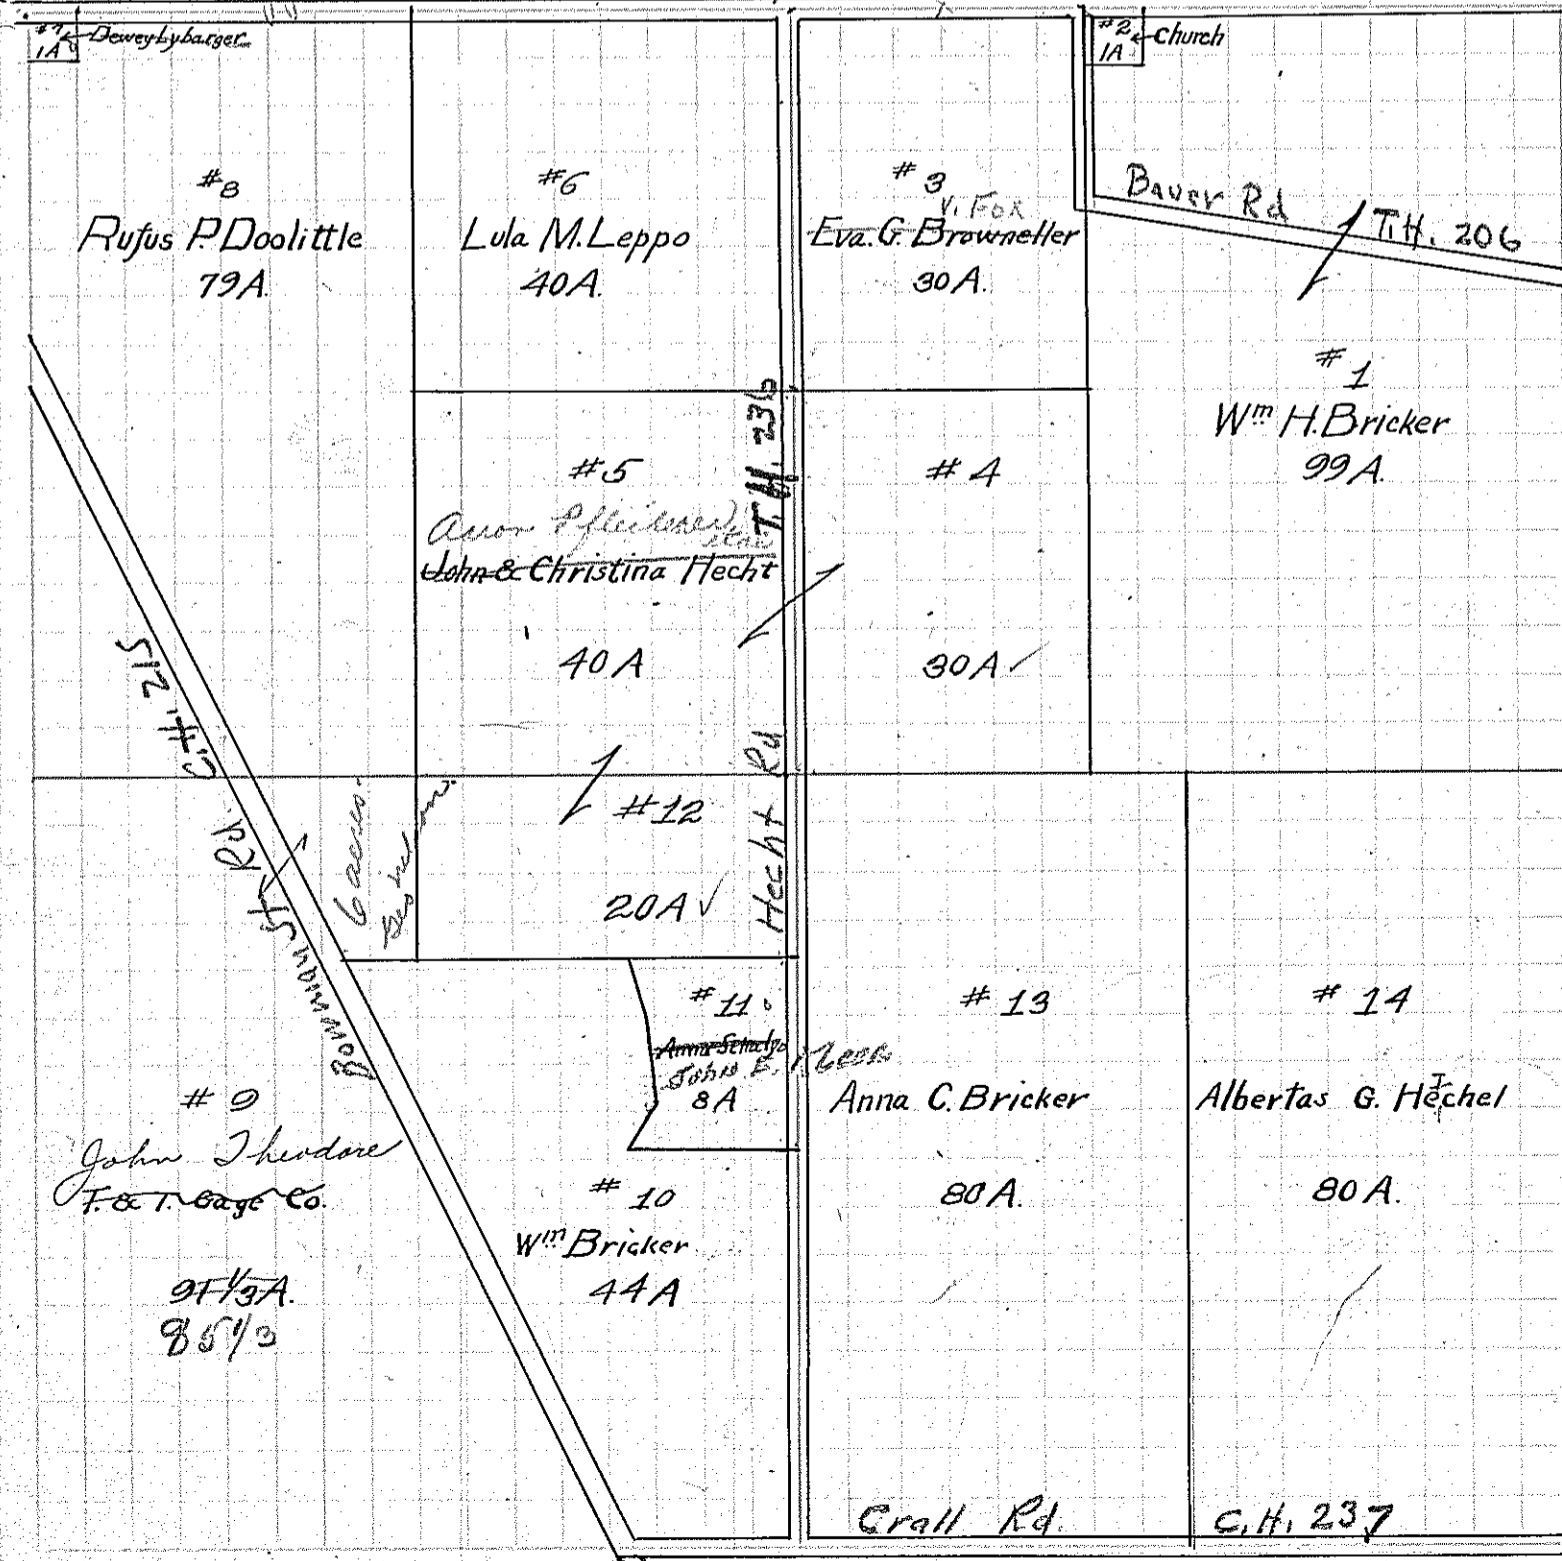 #7
1A
Dewey Lybarger
#2
1A
Church
#8
Rufus P. Doolittle
79A.
#6
Lula M. Leppo
40A.
#3
V. Fox
Eva. G. Browneller
30A.
Bauer Rd
T.H. 206
#1
Wm H. Bricker
99A.
#5
John & Christina Hecht
40A
T.H. 236
#4
30A
C.H. 215
Rd.
6 acres
#12
20A
Hecht Rd
#11
John E.
8A
#13
Anna C. Bricker
80A.
#14
Albertas G. Hechel
80A.
#9
John Theodore
F. & T. Gage Co.
91 1/3 A.
85 1/3
#10
Wm Bricker
44A
Crall Rd.
C.H. 237